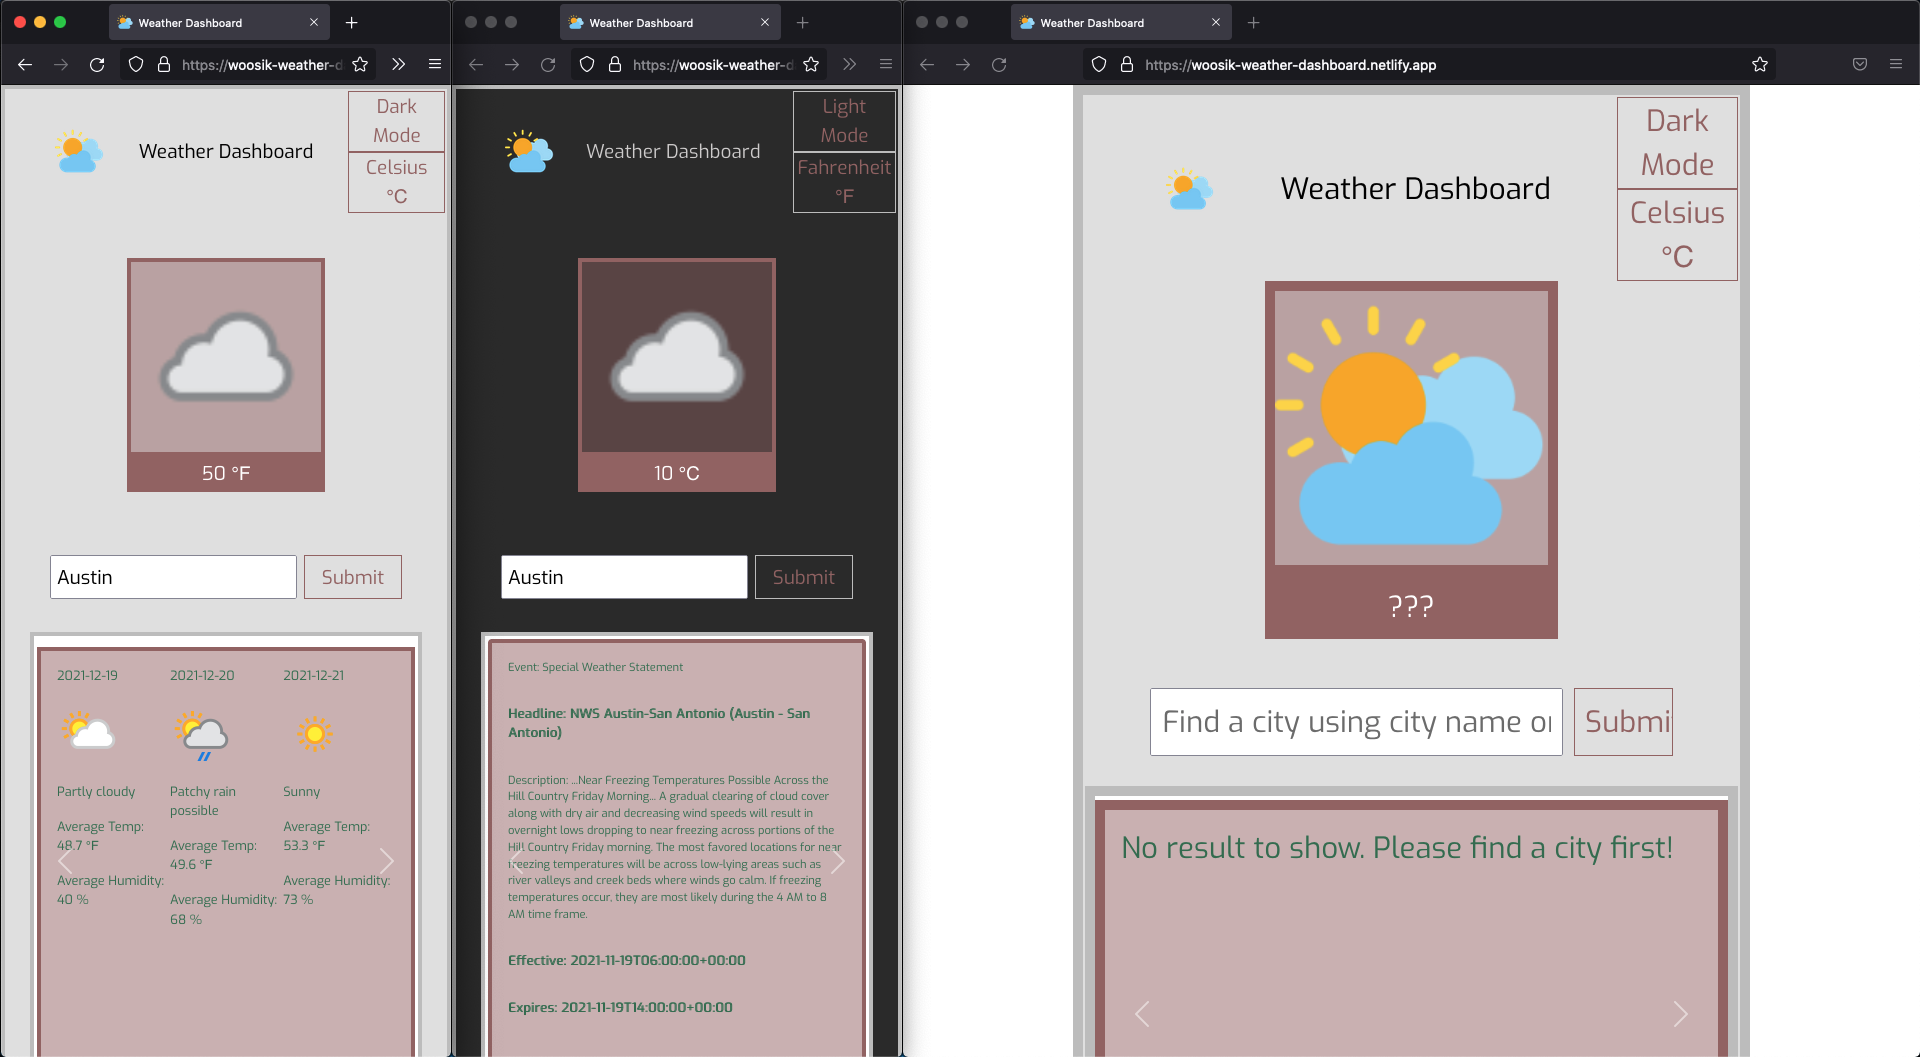 Weather Dashboard
https://woosik-weather-d
Dark
Mode
Celsius
°C
Weather Dashboard
50 °F
Austin
Submit
2021-12-19
2021-12-20
2021-12-21
Partly cloudy
Patchy rain
possible
Sunny
Average Temp:
48.7 °F
Average Temp:
49.6 °F
Average Temp:
53.3 °F
Average Humidity:
40 %
Average Humidity:
68 %
Average Humidity:
73 %
Weather Dashboard
https://woosik-weather-d
Light
Mode
Fahrenheit
°F
Weather Dashboard
10 °C
Austin
Submit
Event: Special Weather Statement
Headline: NWS Austin-San Antonio (Austin - San
Antonio)
Description: ...Near Freezing Temperatures Possible Across the
Hill Country Friday Morning... A gradual clearing of cloud cover
along with dry air and decreasing wind speeds will result in
overnight lows dropping to near freezing across portions of the
Hill Country Friday morning. The most favored locations for near
freezing temperatures will be across low-lying areas such as
river valleys and creek beds where winds go calm. If freezing
temperatures occur, they are most likely during the 4 AM to 8
AM time frame.
Effective: 2021-11-19T06:00:00+00:00
Expires: 2021-11-19T14:00:00+00:00
Weather Dashboard
https://woosik-weather-dashboard.netlify.app
Dark
Mode
Celsius
°C
Weather Dashboard
???
Find a city using city name or
Submi
No result to show. Please find a city first!